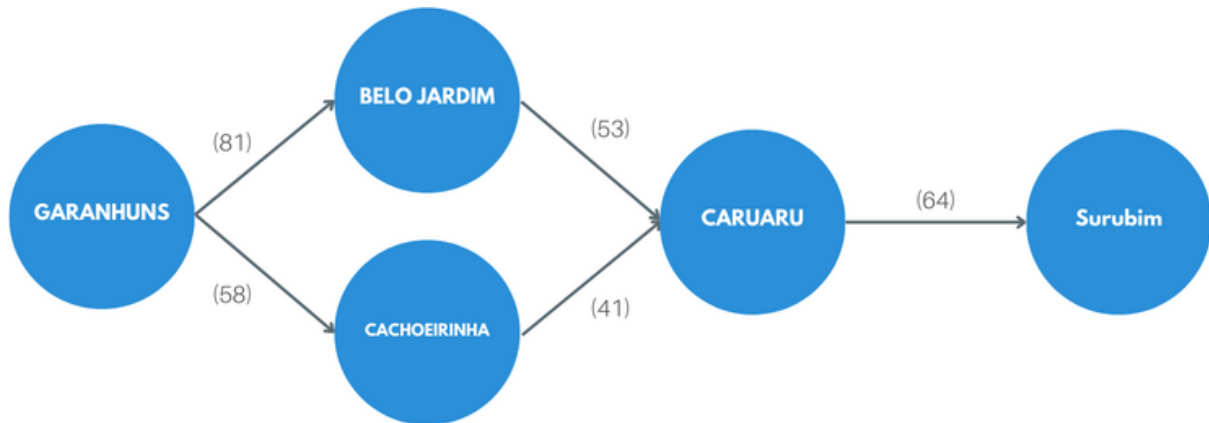 BELO JARDIM
(81)
(53)
GARANHUNS
CARUARU
(64)
Surubim
(58)
(41)
CACHOEIRINHA